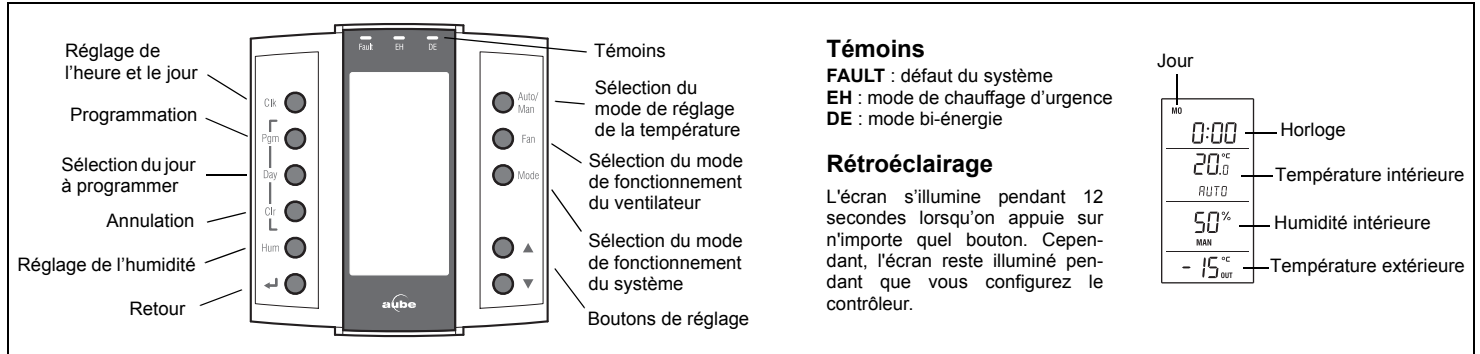 Réglage de
l'heure et le jour
Programmation
Sélection du jour
à programmer
Annulation
Réglage de l'humidité
Retour
Fault EH DE
Clk
Pgm
Day
Clr
Hum
Auto/
Man
Fan
Mode
▲
▼
aube
Témoins
Sélection du
mode de réglage
de la température
Sélection du mode
de fonctionnement
du ventilateur
Sélection du mode
de fonctionnement
du système
Boutons de réglage
Témoins
FAULT : défaut du système
EH : mode de chauffage d'urgence
DE : mode bi-énergie
Rétroéclairage
L'écran s'illumine pendant 12
secondes lorsqu'on appuie sur
n'importe quel bouton. Cepen-
dant, l'écran reste illuminé pen-
dant que vous configurez le
contrôleur.
Jour
MO
0:00
20.0 °C
AUTO
50 %
MAN
- 15 °C OUT
Horloge
Température intérieure
Humidité intérieure
Température extérieure